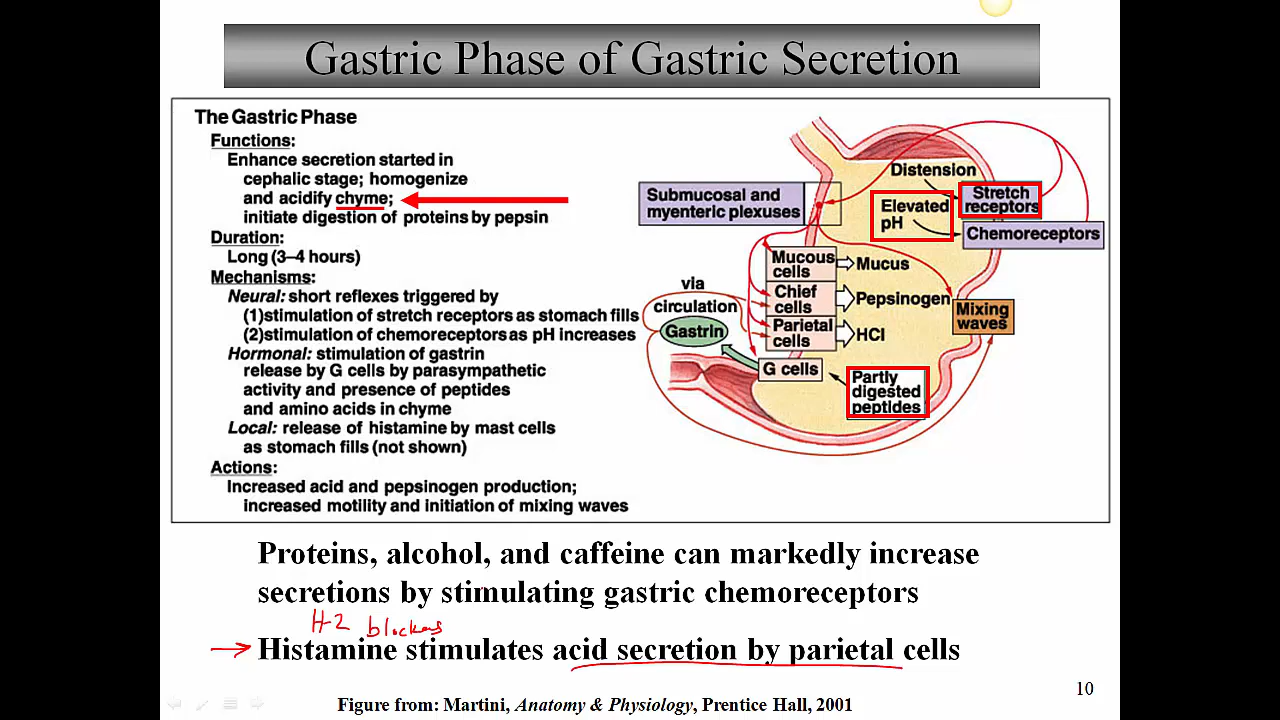 Gastric Phase of Gastric Secretion
The Gastric Phase
Functions:
Enhance secretion started in
cephalic stage; homogenize
and acidify chyme;
initiate digestion of proteins by pepsin
Duration:
Long (3–4 hours)
Mechanisms:
Neural: short reflexes triggered by
(1)stimulation of stretch receptors as stomach fills
(2)stimulation of chemoreceptors as pH increases
Hormonal: stimulation of gastrin
release by G cells by parasympathetic
activity and presence of peptides
and amino acids in chyme
Local: release of histamine by mast cells
as stomach fills (not shown)
Actions:
Increased acid and pepsinogen production;
increased motility and initiation of mixing waves
Submucosal and
myenteric plexuses
Distension
Stretch
receptors
Elevated
pH
Chemoreceptors
Mucous
cells
Mucus
Chief
cells
Pepsinogen
Parietal
cells
HCl
Mixing
waves
via
circulation
Gastrin
G cells
Partly
digested
peptides
Proteins, alcohol, and caffeine can markedly increase
secretions by stimulating gastric chemoreceptors
H-2 blockers
Histamine stimulates acid secretion by parietal cells
10
Figure from: Martini, Anatomy & Physiology, Prentice Hall, 2001